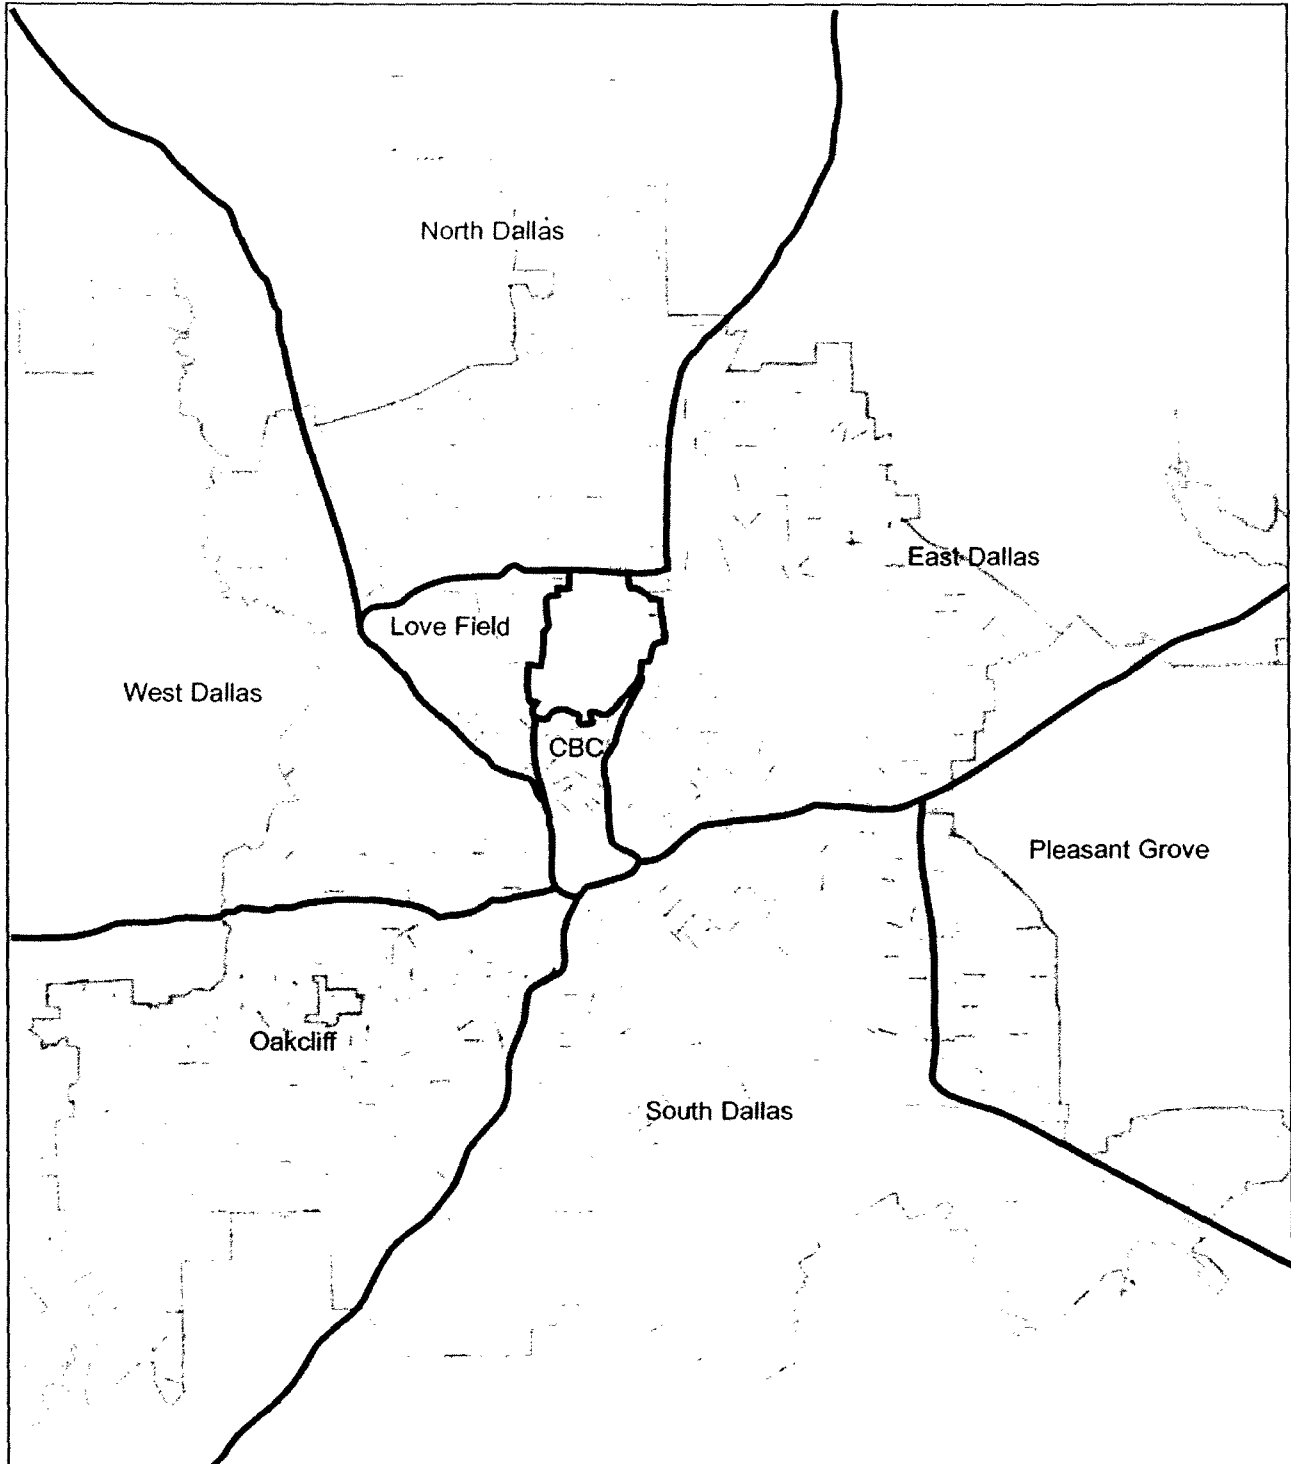 North Dallas
East Dallas
Love Field
West Dallas
CBC
Pleasant Grove
Oakcliff
South Dallas